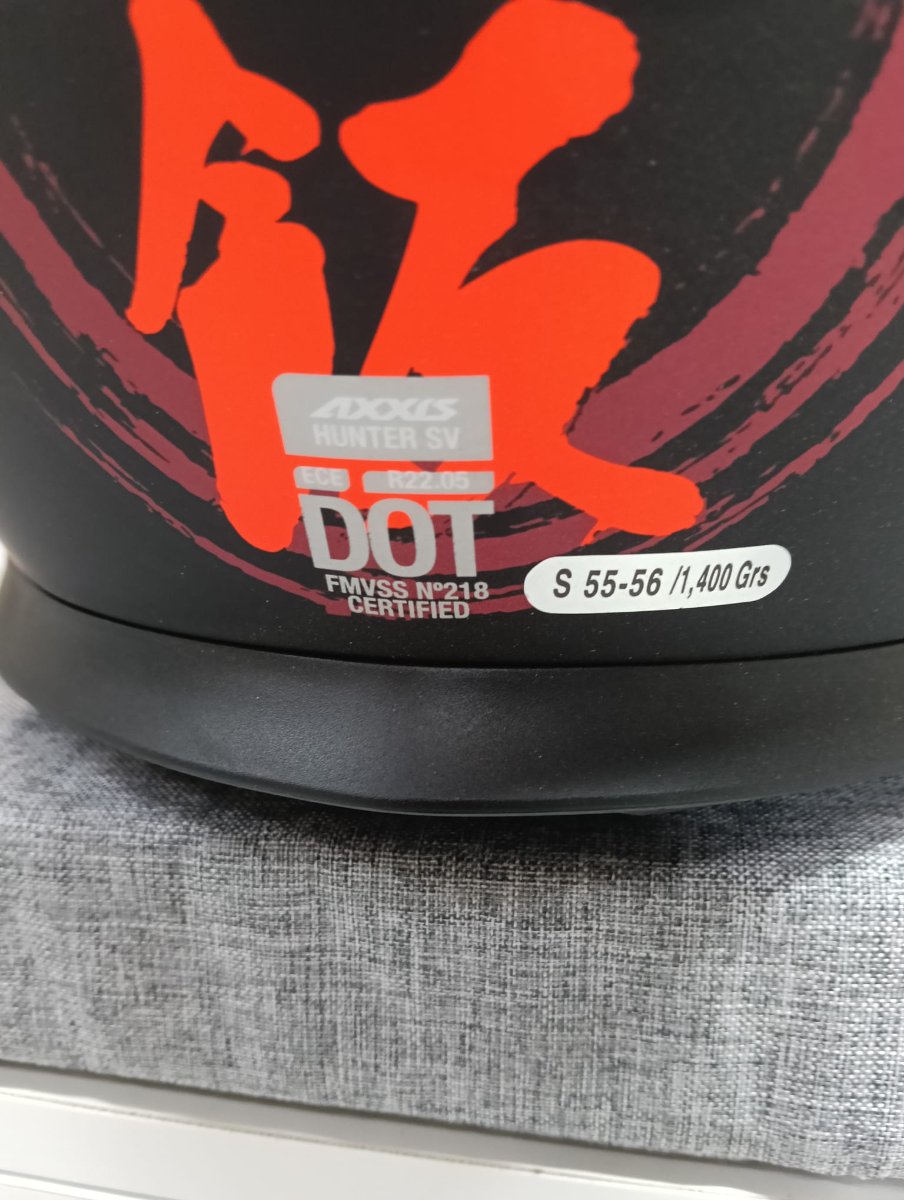 AXXIS
HUNTER SV
ECE R22.05
DOT
FMVSS Nº218
CERTIFIED
S 55-56 /1,400 Grs